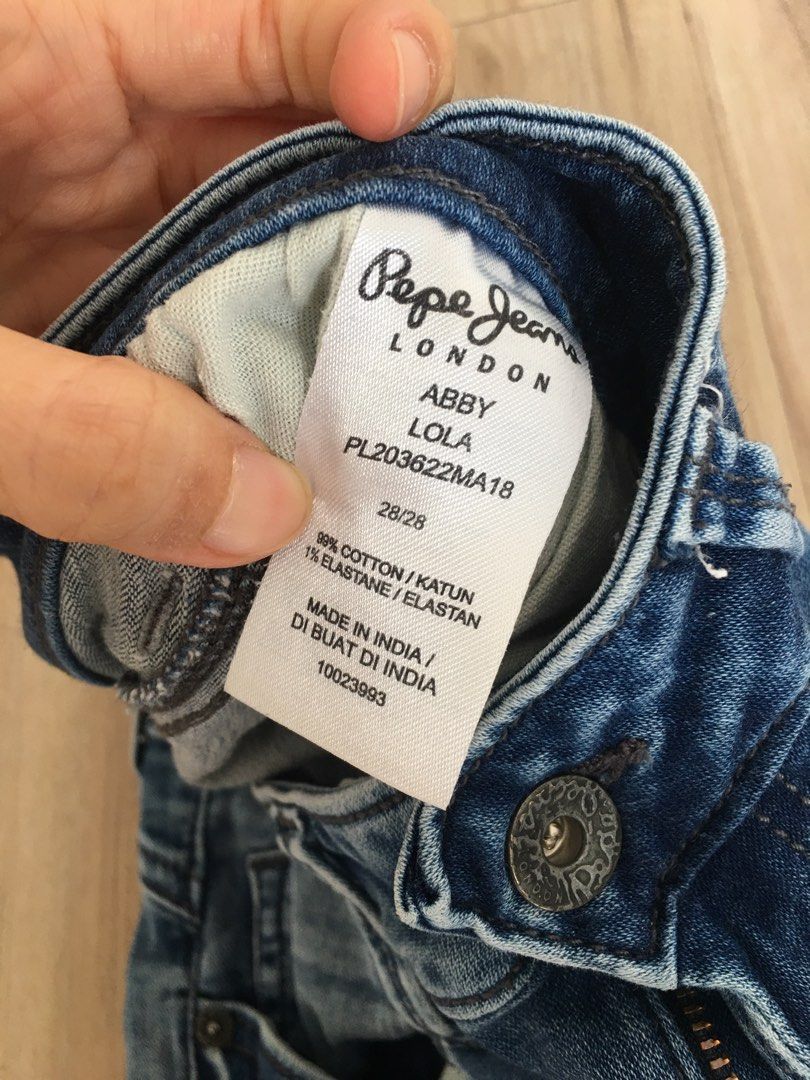 Pepe Jeans
LONDON
ABBY
LOLA
PL203622MA18
28/28
99% COTTON / KATUN
1% ELASTANE / ELASTAN
MADE IN INDIA /
DI BUAT DI INDIA
10023993